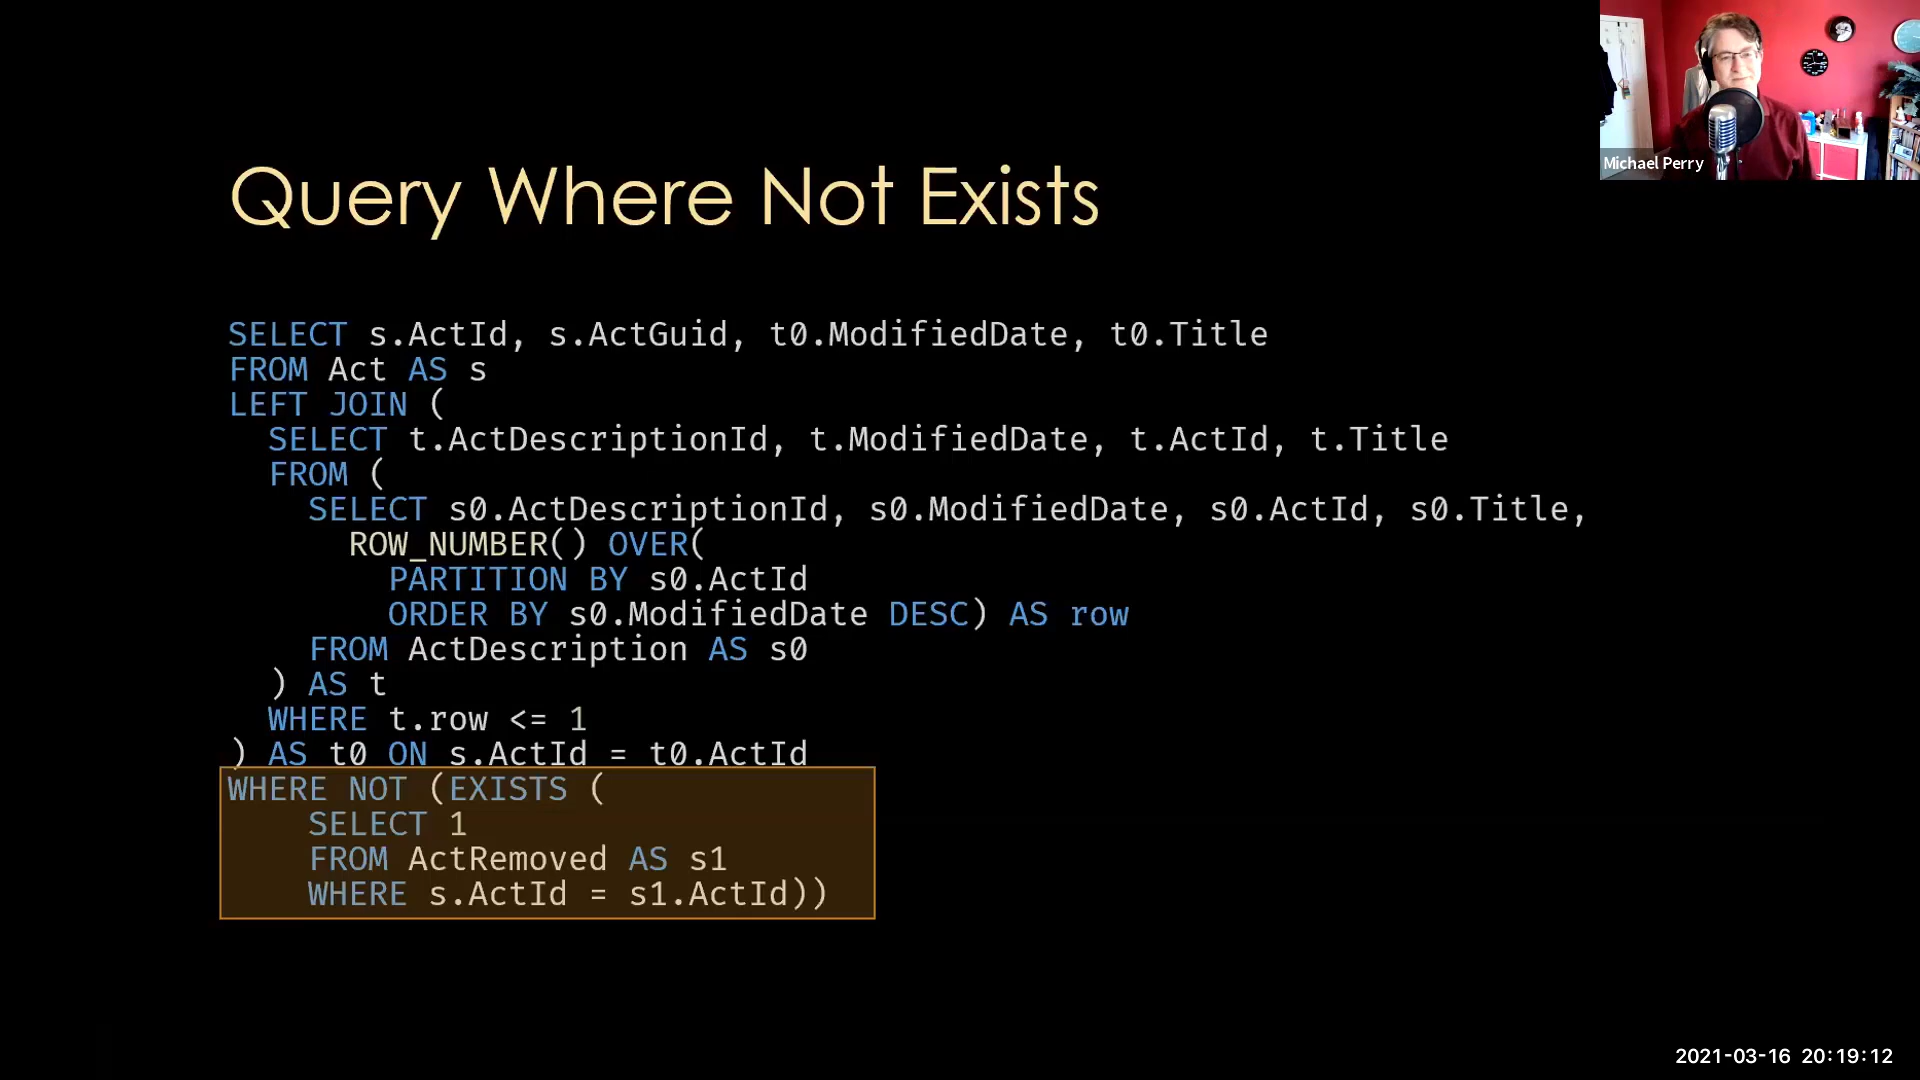 Michael Perry
Query Where Not Exists
SELECT s.ActId, s.ActGuid, t0.ModifiedDate, t0.Title
FROM Act AS s
LEFT JOIN (
  SELECT t.ActDescriptionId, t.ModifiedDate, t.ActId, t.Title
  FROM (
    SELECT s0.ActDescriptionId, s0.ModifiedDate, s0.ActId, s0.Title,
      ROW_NUMBER() OVER(
        PARTITION BY s0.ActId
        ORDER BY s0.ModifiedDate DESC) AS row
    FROM ActDescription AS s0
  ) AS t
  WHERE t.row <= 1
) AS t0 ON s.ActId = t0.ActId
WHERE NOT (EXISTS (
    SELECT 1
    FROM ActRemoved AS s1
    WHERE s.ActId = s1.ActId))
2021-03-16 20:19:12